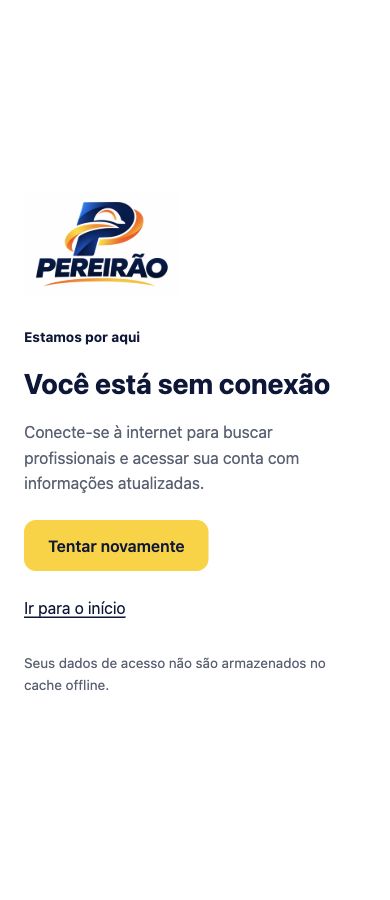 PEREIRÃO
Estamos por aqui
Você está sem conexão
Conecte-se à internet para buscar
profissionais e acessar sua conta com
informações atualizadas.
Tentar novamente
Ir para o início
Seus dados de acesso não são armazenados no
cache offline.